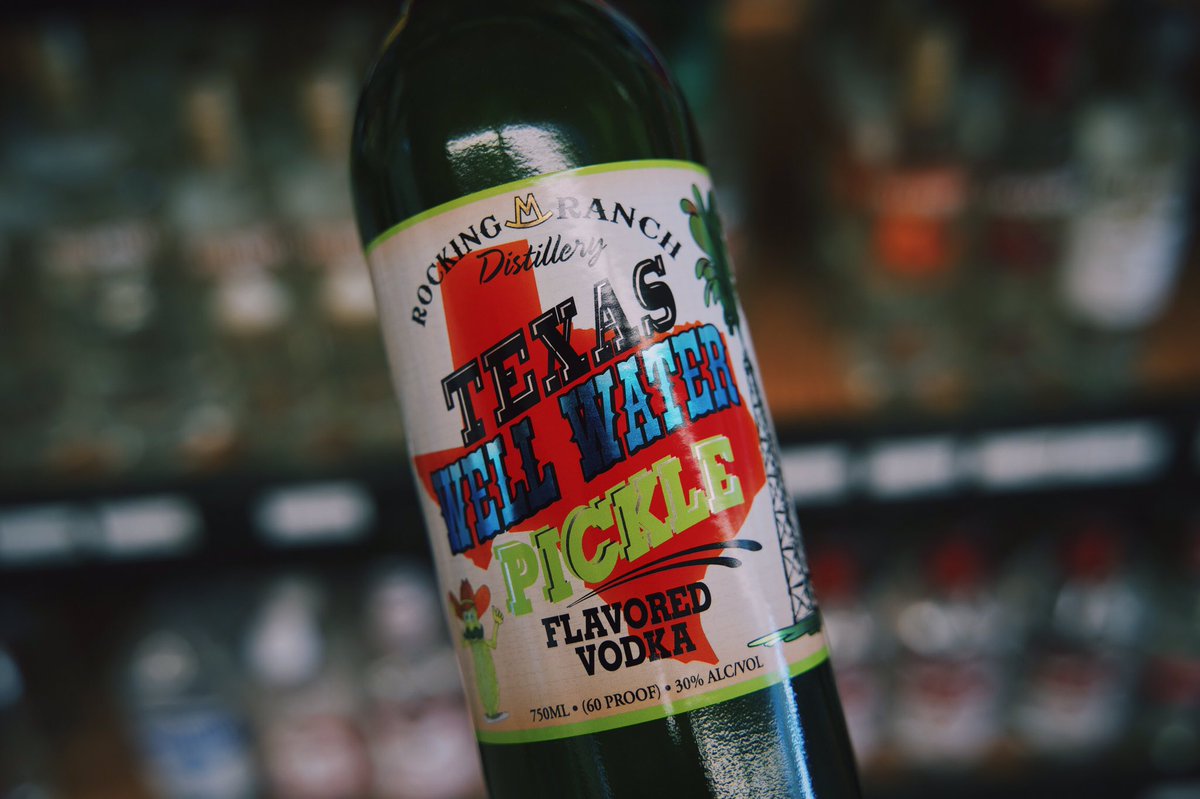 ROCKING M RANCH
Distillery
TEXAS
WELL WATER
PICKLE
FLAVORED
VODKA
750ML • (60 PROOF) • 30% ALC/VOL